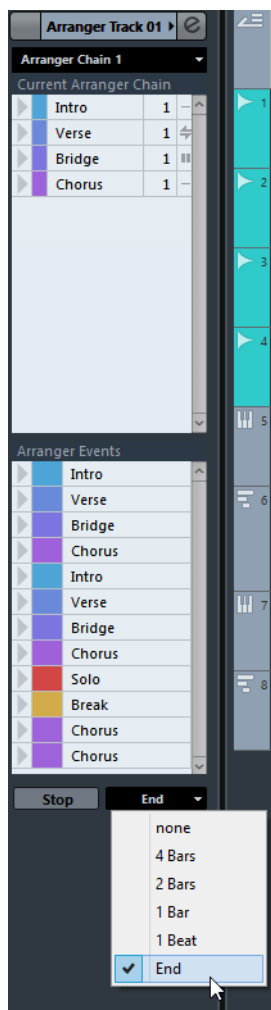 Arranger Track 01
Arranger Chain 1
Current Arranger Chain
Intro 1
Verse 1
Bridge 1
Chorus 1
Arranger Events
Intro
Verse
Bridge
Chorus
Intro
Verse
Bridge
Chorus
Solo
Break
Chorus
Chorus
Stop End
none
4 Bars
2 Bars
1 Bar
1 Beat
End
1
2
3
4
5
6
7
8